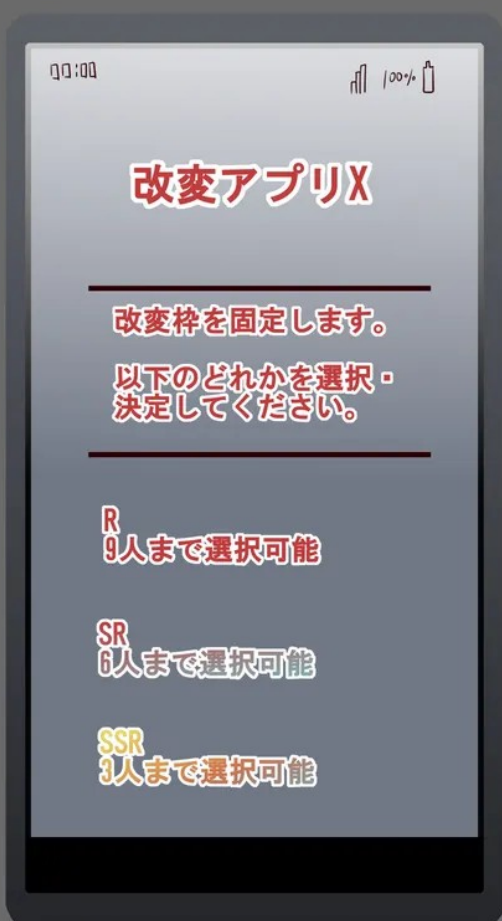 00:00
100%
改変アプリX
改変枠を固定します。
以下のどれかを選択・
決定してください。
R
9人まで選択可能
SR
6人まで選択可能
SSR
3人まで選択可能